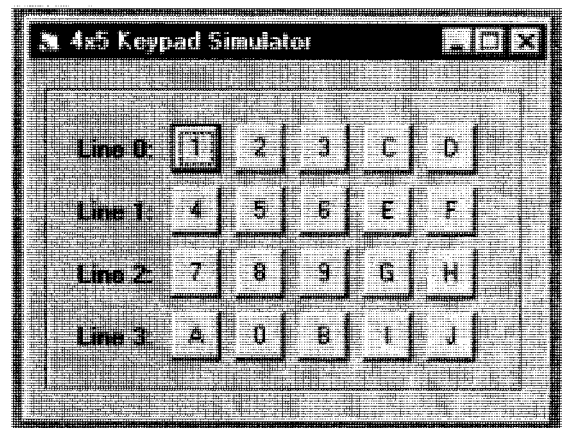 4x5 Keypad Simulator
Line 0: 1 2 3 C D
Line 1: 4 5 6 E F
Line 2: 7 8 9 G H
Line 3: A 0 B I J